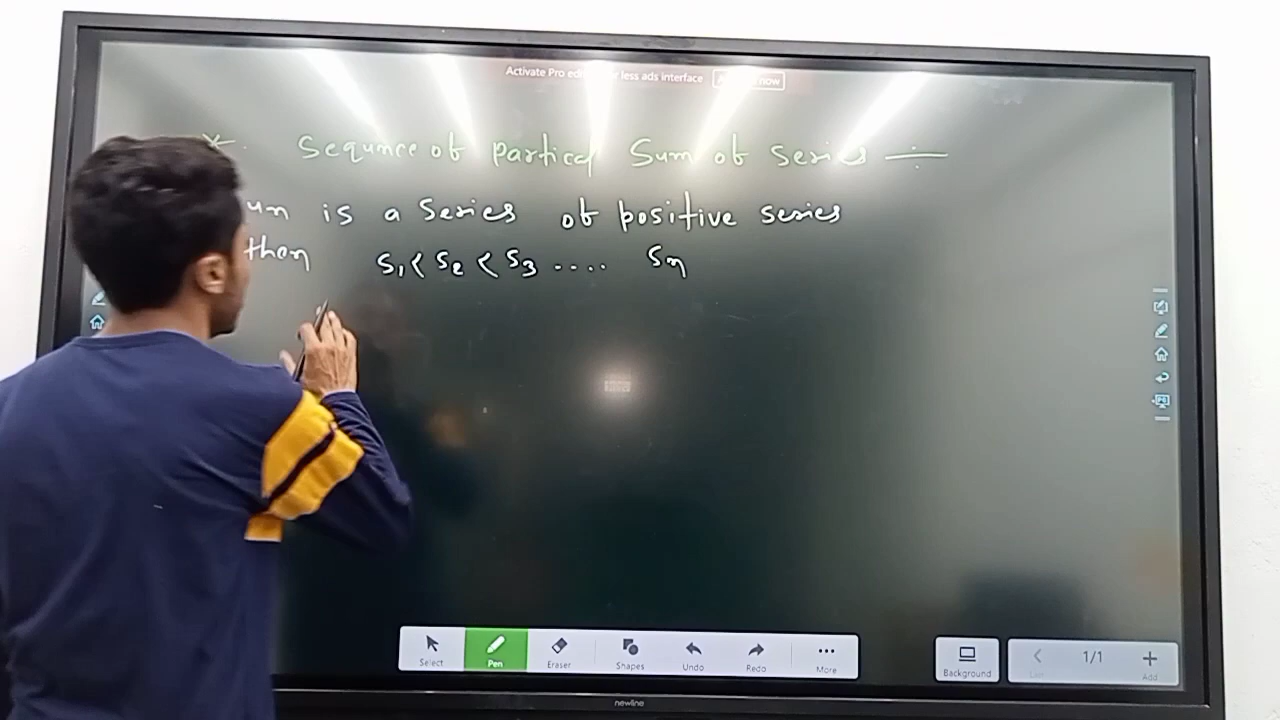 Activate Pro edi r less ads interface now
*. Sequnce of partical Sum of series ÷
un is a series of positive series
then S₁ < S₂ < S₃ .... Sₙ
Select Pen Eraser Shapes Undo Redo More Background 1/1 Add
newline